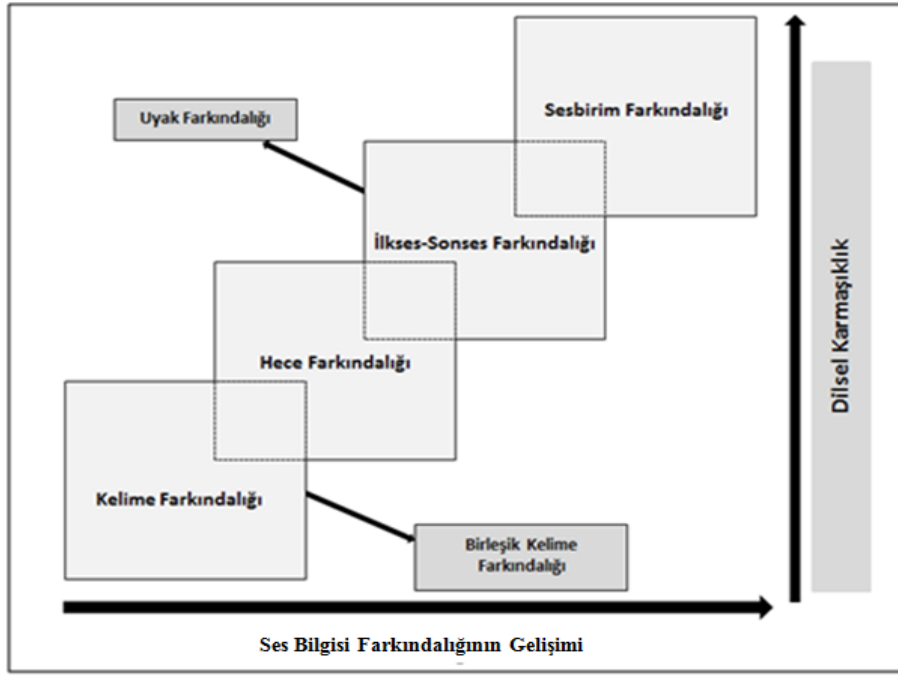 Sesbirim Farkındalığı
Uyak Farkındalığı
İlkses-Sonses Farkındalığı
Hece Farkındalığı
Kelime Farkındalığı
Birleşik Kelime
Farkındalığı
Dilsel Karmaşıklık
Ses Bilgisi Farkındalığının Gelişimi